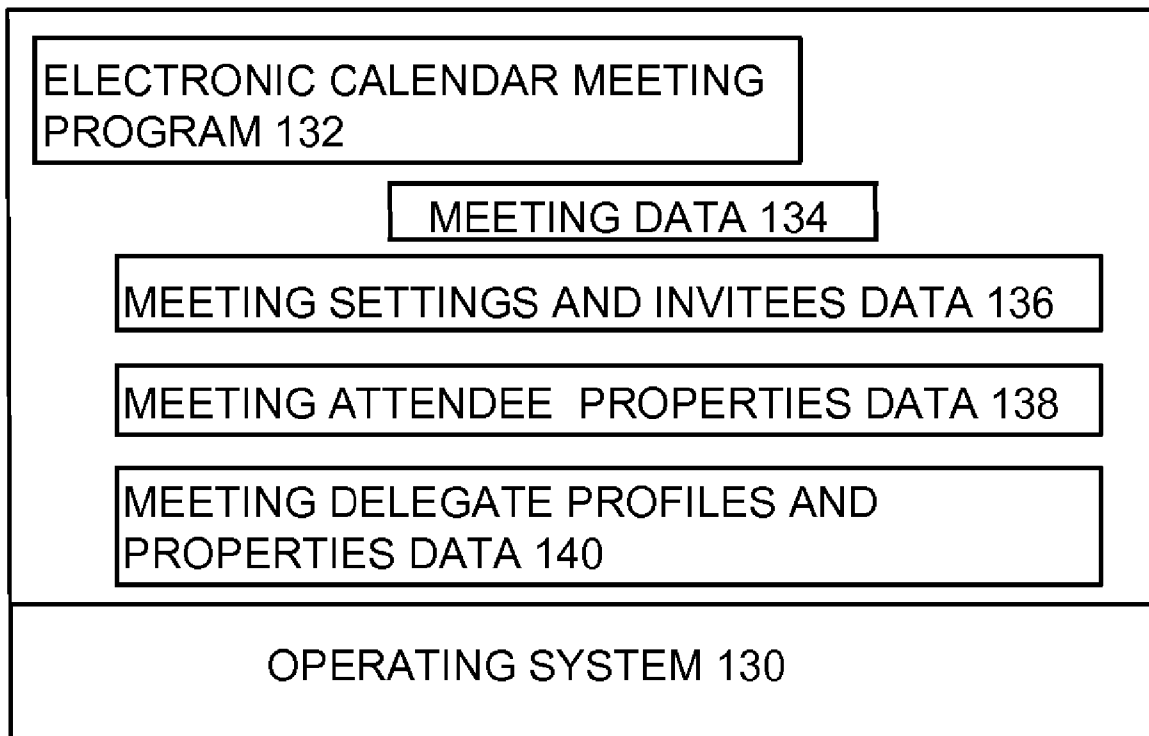 ELECTRONIC CALENDAR MEETING
PROGRAM 132
MEETING DATA 134
MEETING SETTINGS AND INVITEES DATA 136
MEETING ATTENDEE PROPERTIES DATA 138
MEETING DELEGATE PROFILES AND
PROPERTIES DATA 140
OPERATING SYSTEM 130